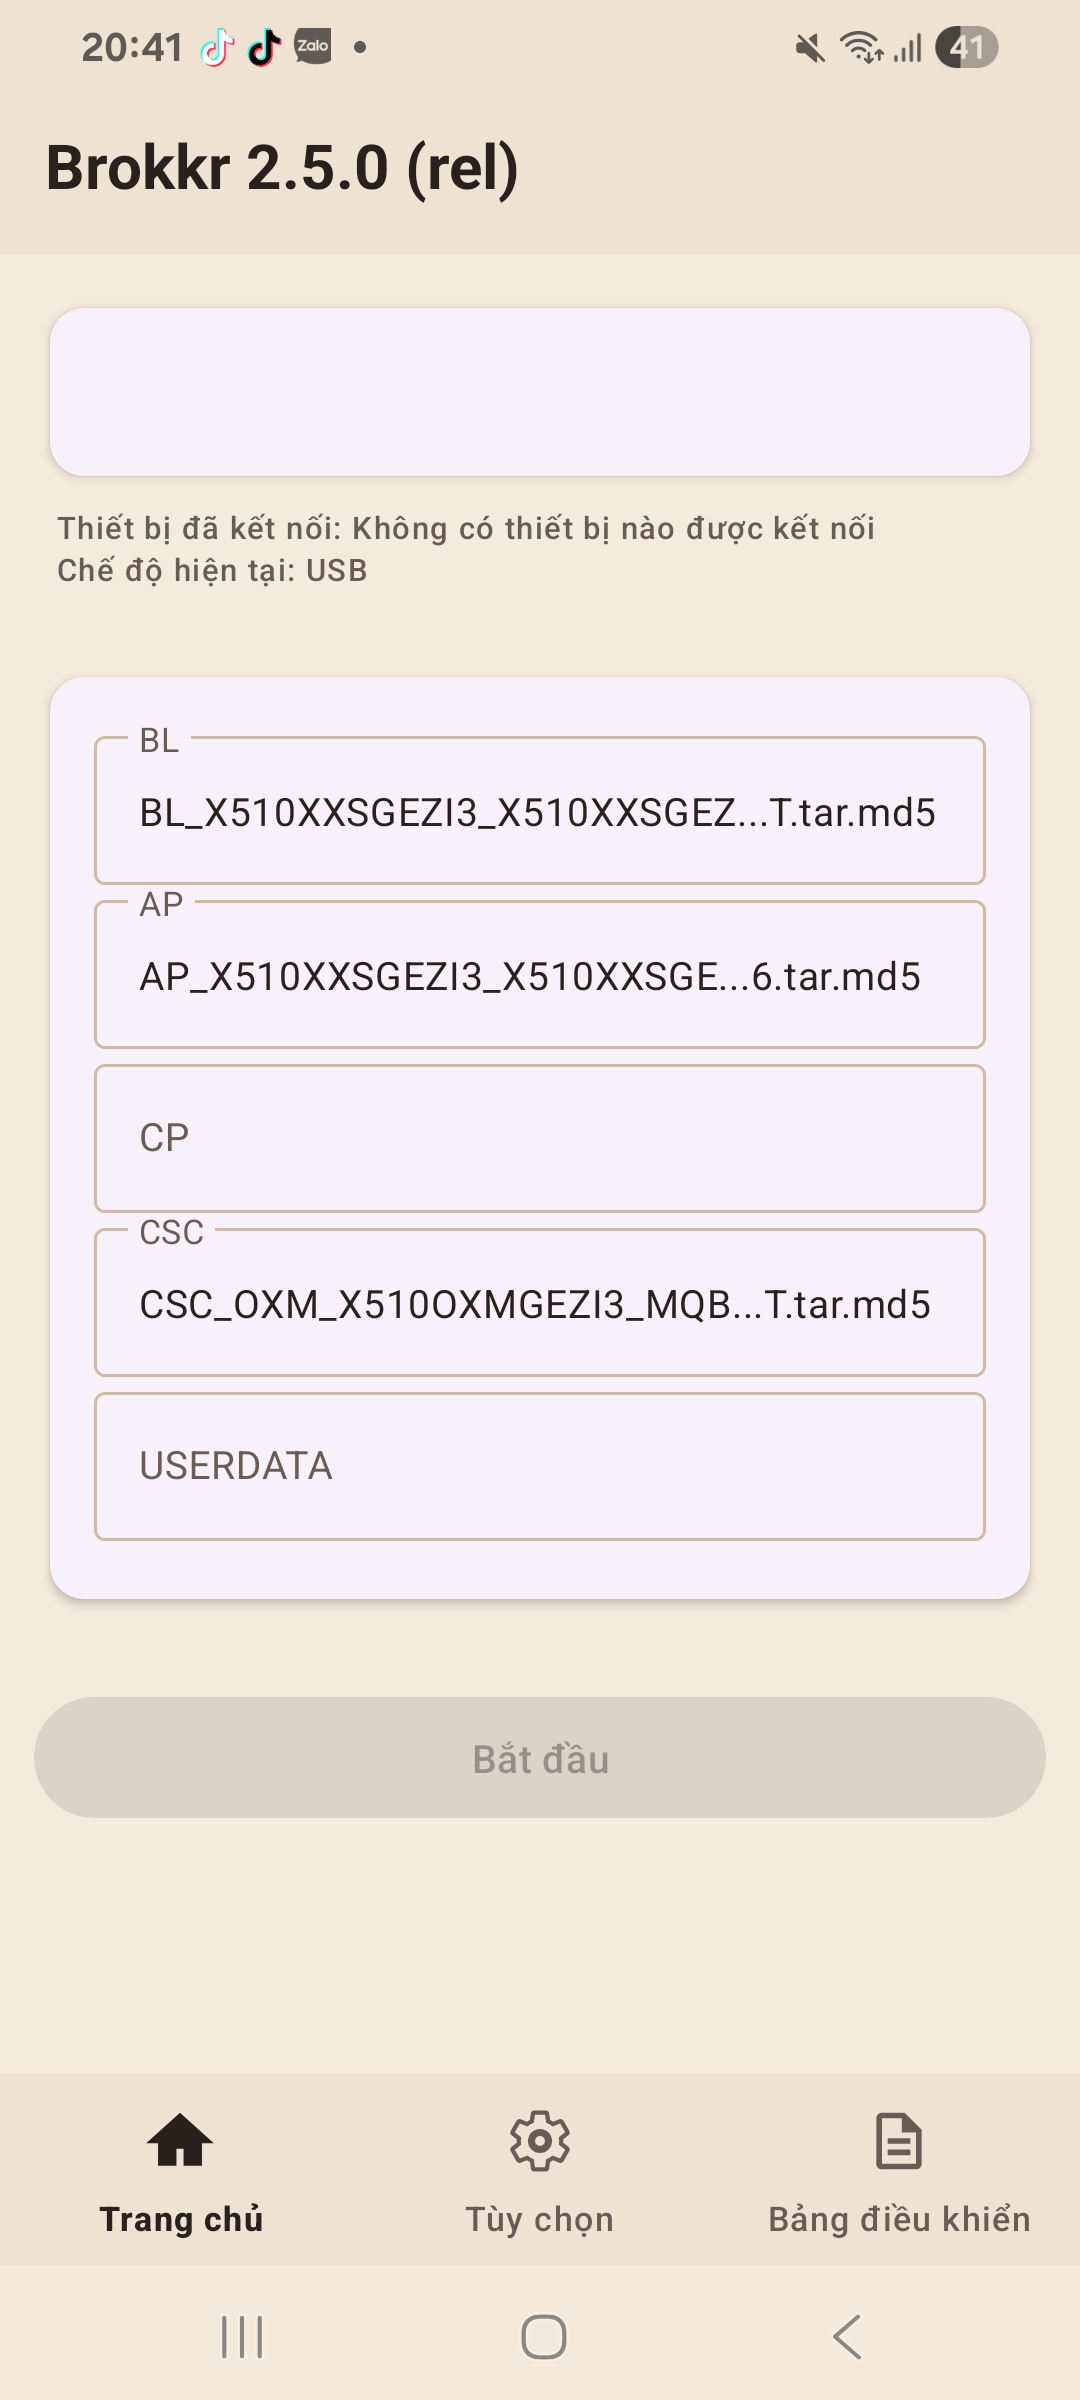 20:41
Zalo
41
Brokkr 2.5.0 (rel)
Thiết bị đã kết nối: Không có thiết bị nào được kết nối
Chế độ hiện tại: USB
BL
BL_X510XXSGEZI3_X510XXSGEZ...T.tar.md5
AP
AP_X510XXSGEZI3_X510XXSGE...6.tar.md5
CP
CSC
CSC_OXM_X510OXMGEZI3_MQB...T.tar.md5
USERDATA
Bắt đầu
Trang chủ
Tùy chọn
Bảng điều khiển